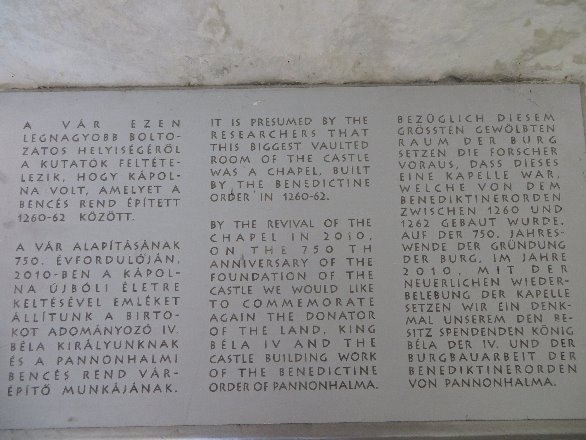 A VÁR EZEN
LEGNAGYOBB BOLTO-
ZATOS HELYISÉGÉRŐL
A KUTATÓK FELTÉTE-
LEZIK, HOGY KÁPOL-
NA VOLT, AMELYET A
BENCÉS REND ÉPÍTETT
1260-62 KÖZÖTT.
A VÁR ALAPÍTÁSÁNAK
750. ÉVFORDULÓJÁN,
2010-BEN A KÁPOL-
NA ÚJBÓLI ÉLETRE
KELTÉSÉVEL EMLÉKET
ÁLLÍTUNK A BIRTO-
KOT ADOMÁNYOZÓ IV.
BÉLA KIRÁLYUNKNAK
ÉS A PANNONHALMI
BENCÉS REND VÁR-
ÉPÍTŐ MUNKÁJÁNAK.
IT IS PRESUMED BY THE
RESEARCHERS THAT
THIS BIGGEST VAULTED
ROOM OF THE CASTLE
WAS A CHAPEL, BUILT
BY THE BENEDICTINE
ORDER IN 1260-62.
BY THE REVIVAL OF THE
CHAPEL IN 2010,
ON THE 750 TH
ANNIVERSARY OF THE
FOUNDATION OF THE
CASTLE WE WOULD LIKE
TO COMMEMORATE
AGAIN THE DONATOR
OF THE LAND, KING
BÉLA IV AND THE
CASTLE BUILDING WORK
OF THE BENEDICTINE
ORDER OF PANNONHALMA.
BEZÜGLICH DIESEM
GRÖSSTEN GEWÖLBTEN
RAUM DER BURG
SETZEN DIE FORSCHER
VORAUS, DASS DIESES
EINE KAPELLE WAR,
WELCHE VON DEM
BENEDIKTINERORDEN
ZWISCHEN 1260 UND
1262 GEBAUT WURDE.
AUF DER 750. JAHRES-
WENDE DER GRÜNDUNG
DER BURG, IM JAHRE
2010, MIT DER
NEUERLICHEN WIEDER-
BELEBUNG DER KAPELLE
SETZEN WIR EIN DENK-
MAL UNSEREM DEN BE-
SITZ SPENDENDEN KÖNIG
BÉLA DER IV. UND DER
BURGBAUARBEIT DER
BENEDIKTINERORDEN
VON PANNONHALMA.